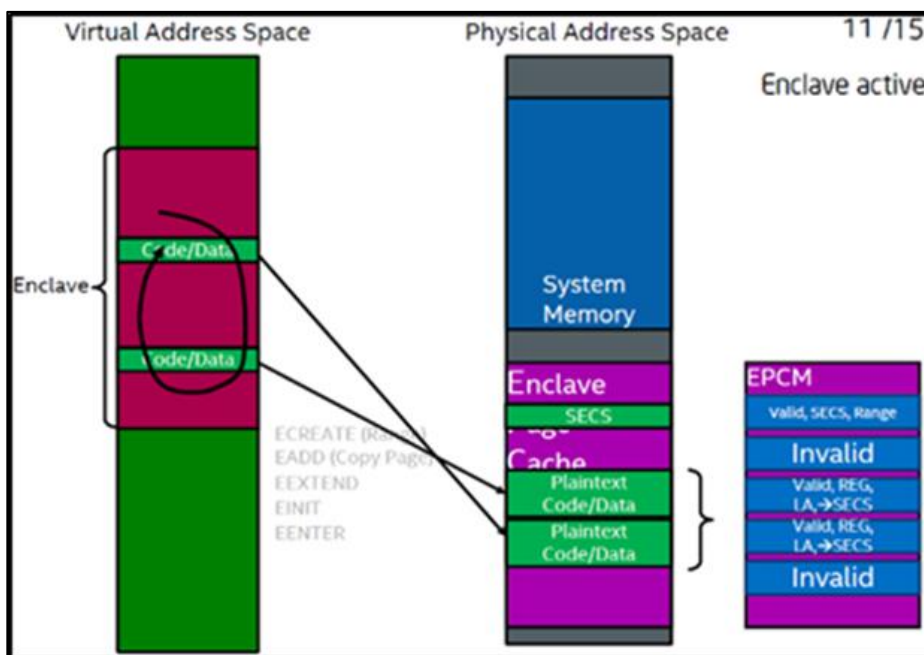 Virtual Address Space
Physical Address Space
11 /15
Enclave active
Code/Data
Enclave
Code/Data
System
Memory
Enclave
SECS
Page
Cache
Plaintext
Code/Data
Plaintext
Code/Data
ECREATE (Range)
EADD (Copy Page)
EEXTEND
EINIT
EENTER
EPCM
Valid, SECS, Range
Invalid
Valid, REG,
LA,→SECS
Valid, REG,
LA,→SECS
Invalid